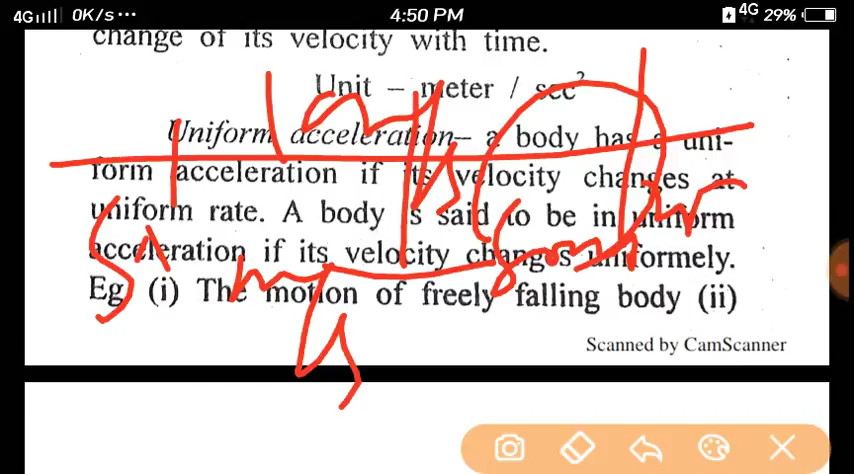 4G 0K/s ... 4:50 PM 4G 29%
change of its velocity with time.
Unit – meter / sec²
Uniform acceleration– a body has a uni-
form acceleration if its velocity changes at
uniform rate. A body is said to be in uniform
acceleration if its velocity changes uniformely.
Eg (i) The motion of freely falling body (ii)
Scanned by CamScanner